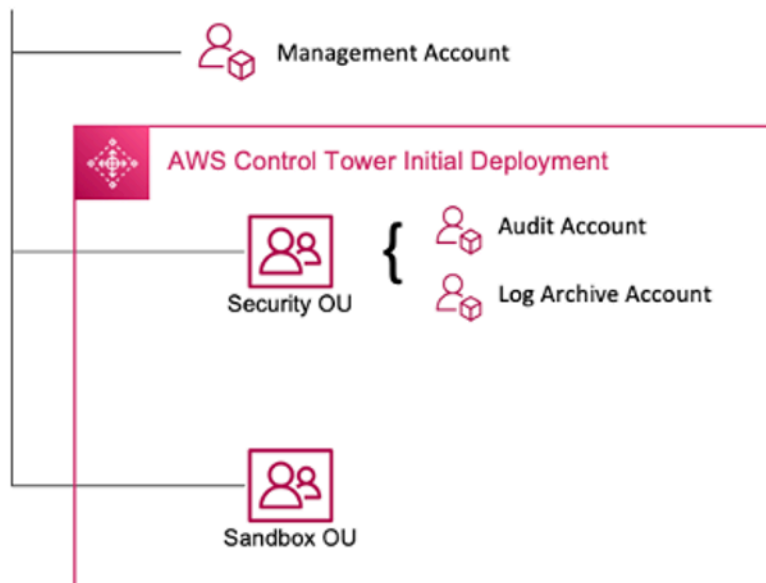 Management Account
AWS Control Tower Initial Deployment
Audit Account
Security OU
Log Archive Account
Sandbox OU